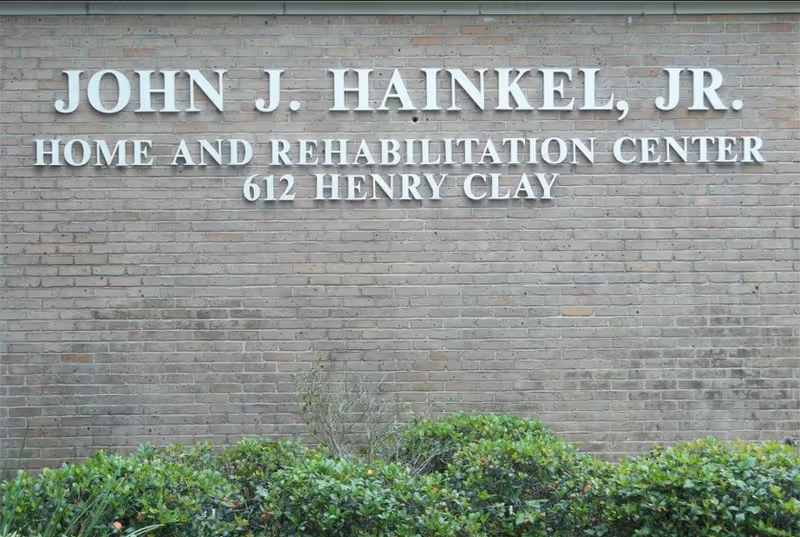 JOHN J. HAINKEL, JR.
HOME AND REHABILITATION CENTER
612 HENRY CLAY